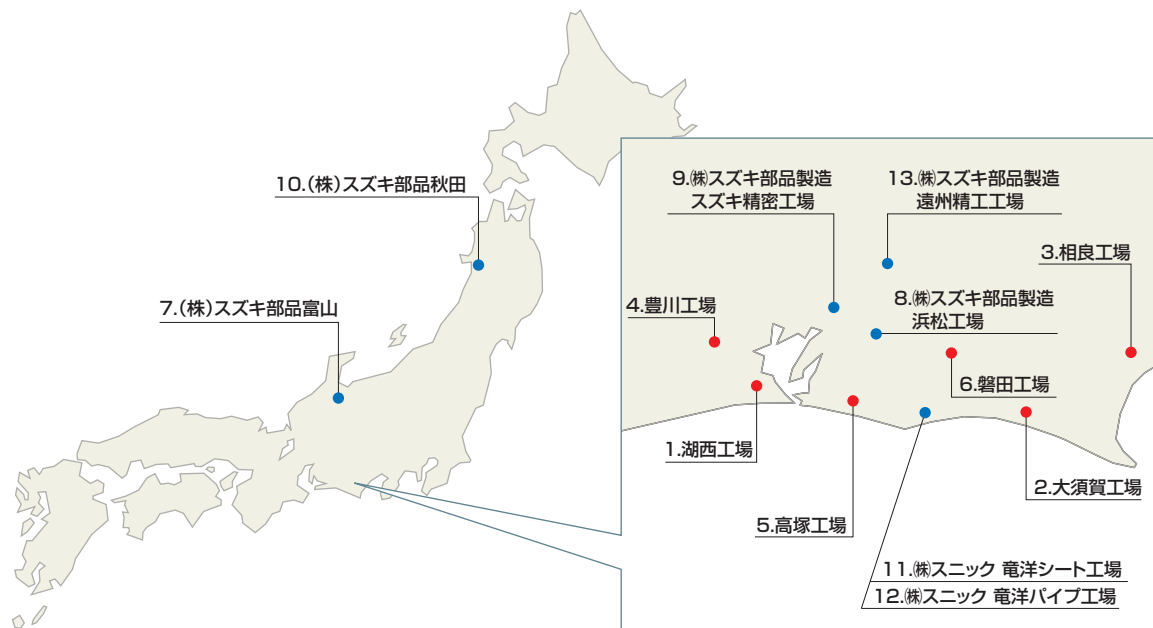 10.(株)スズキ部品秋田
7.(株)スズキ部品富山
9.㈱スズキ部品製造
スズキ精密工場
13.㈱スズキ部品製造
遠州精工工場
3.相良工場
4.豊川工場
8.㈱スズキ部品製造
浜松工場
6.磐田工場
1.湖西工場
2.大須賀工場
5.高塚工場
11.㈱スニック 竜洋シート工場
12.㈱スニック 竜洋パイプ工場